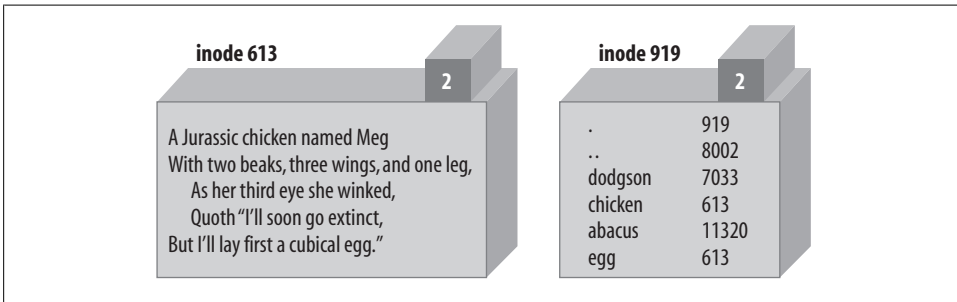 inode 613
2
A Jurassic chicken named Meg
With two beaks, three wings, and one leg,
As her third eye she winked,
Quoth “I’ll soon go extinct,
But I’ll lay first a cubical egg.”
inode 919
2
. 919
.. 8002
dodgson 7033
chicken 613
abacus 11320
egg 613